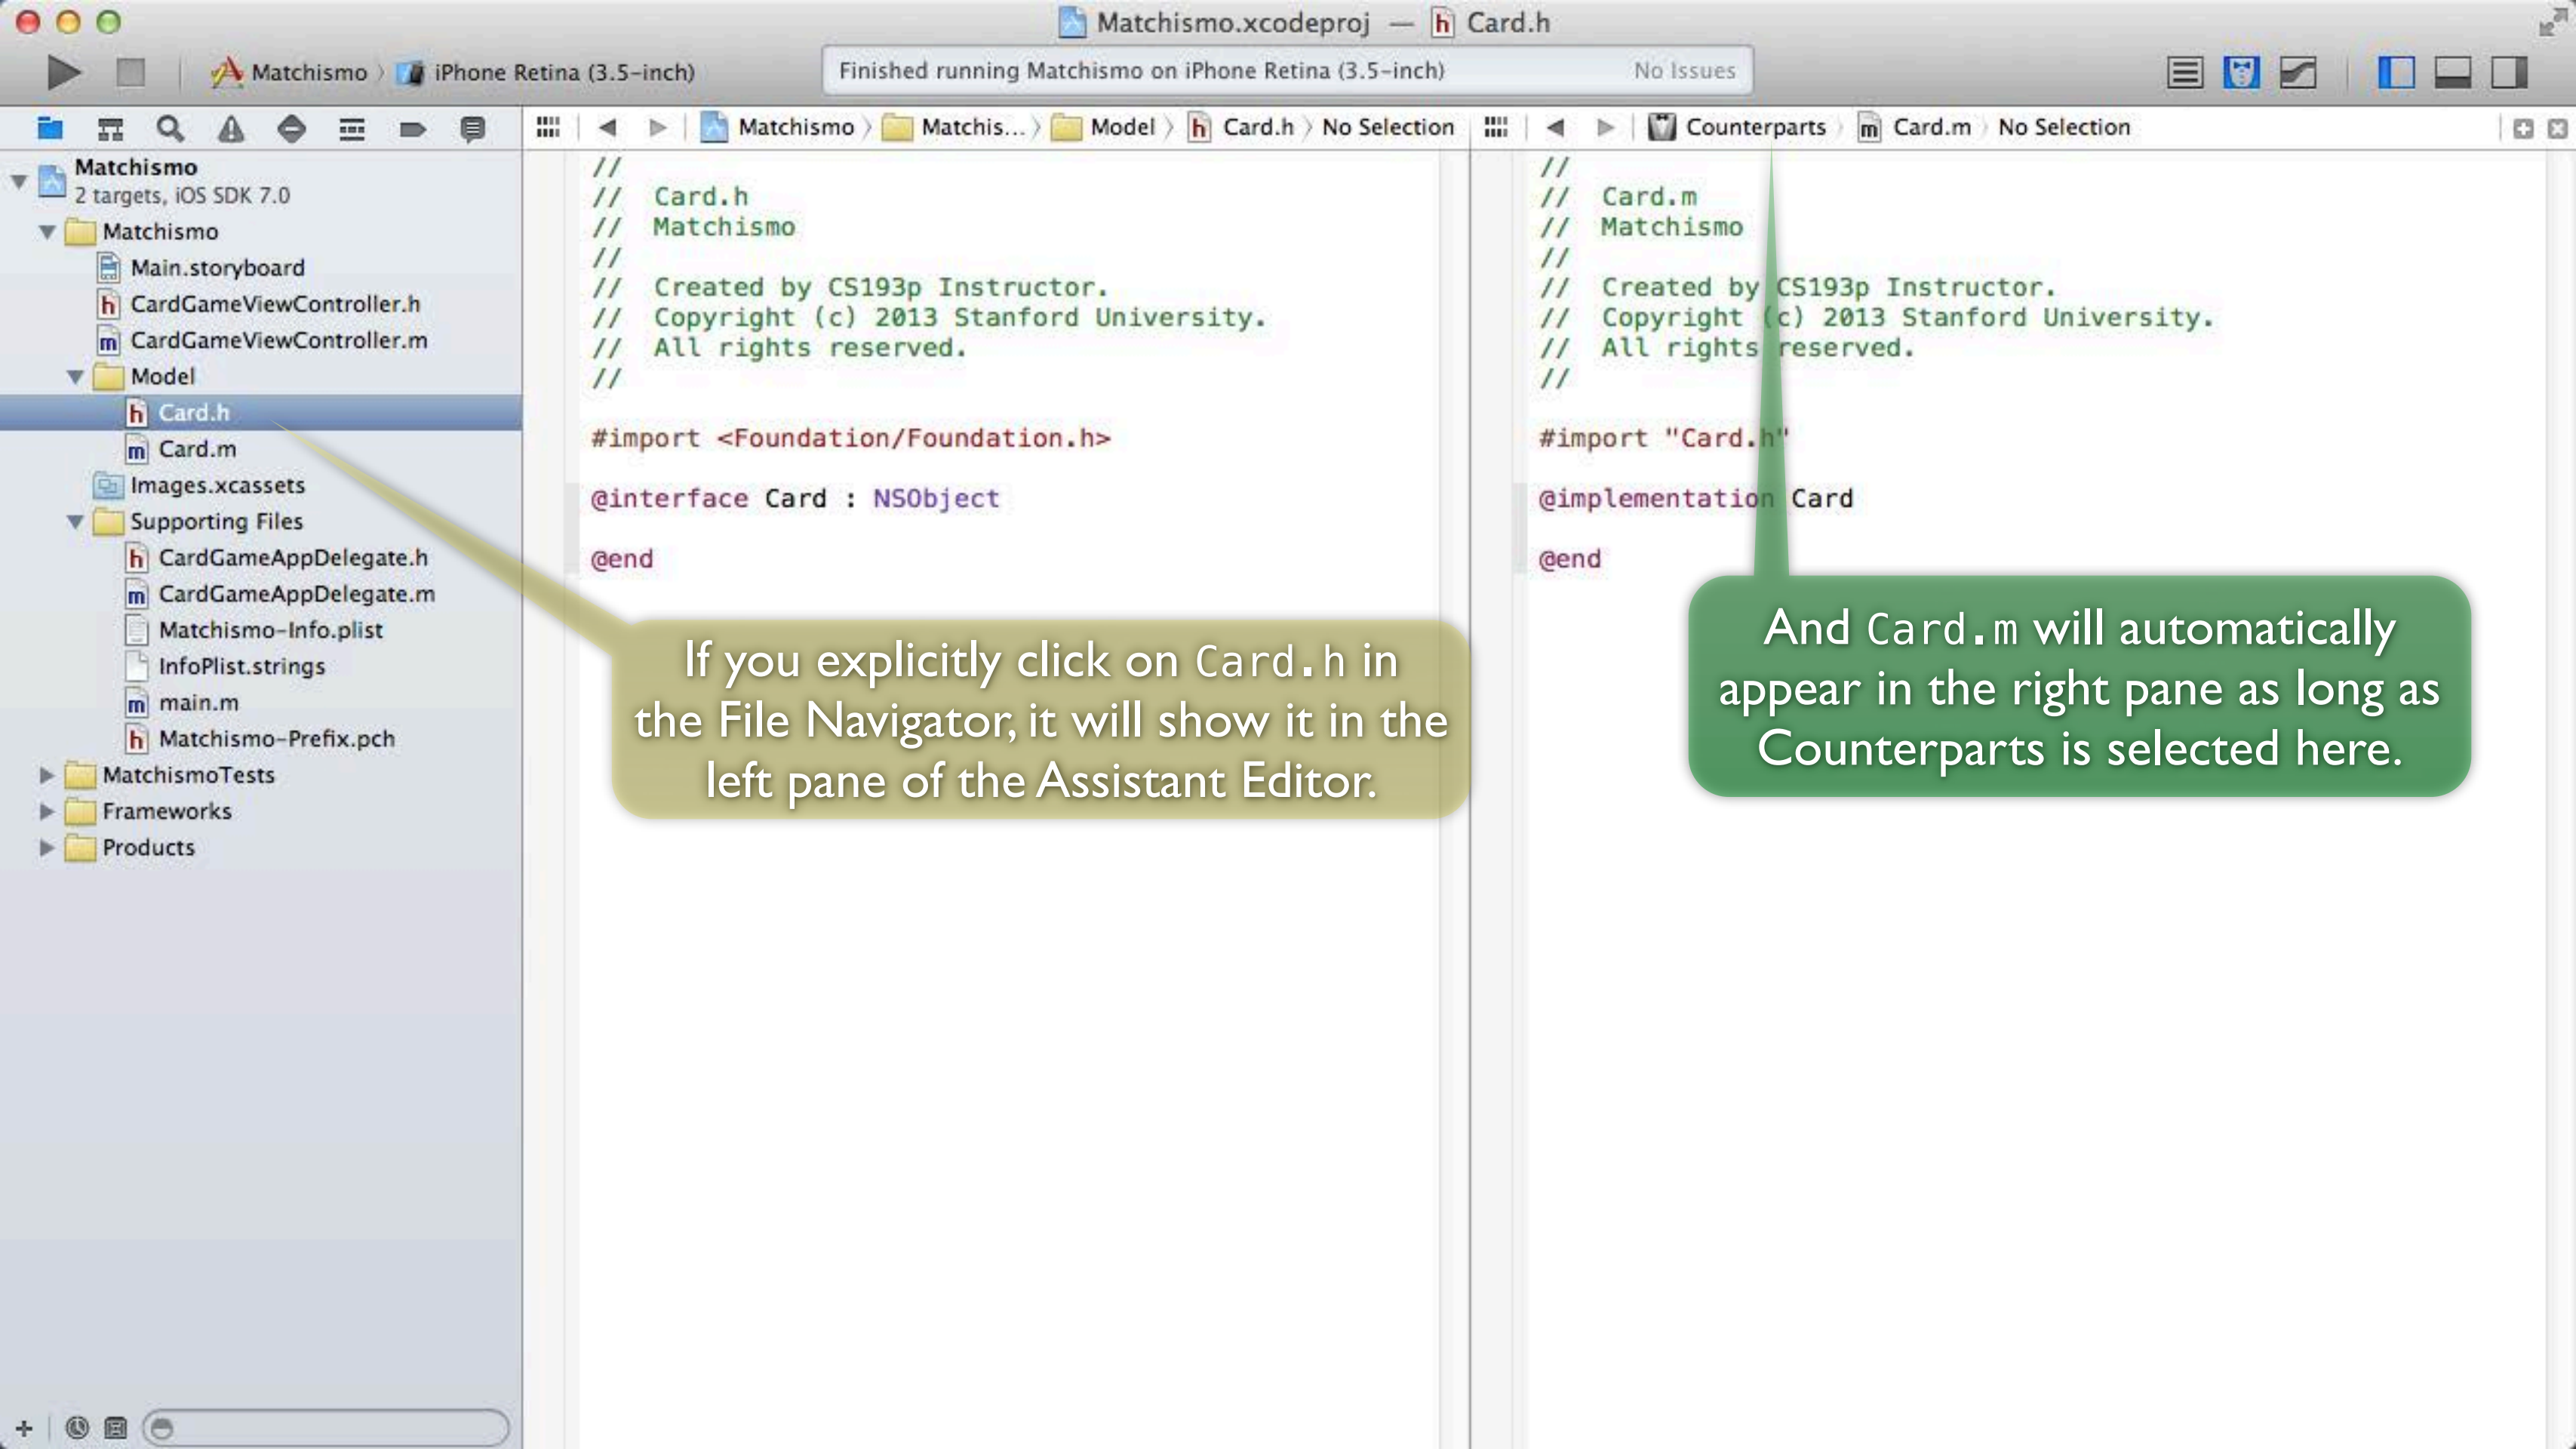 Matchismo.xcodeproj — h Card.h
Matchismo iPhone Retina (3.5-inch)
Finished running Matchismo on iPhone Retina (3.5-inch) No Issues
Matchismo Matchis... Model h Card.h No Selection
Counterparts m Card.m No Selection
Matchismo
2 targets, iOS SDK 7.0
Matchismo
Main.storyboard
h CardGameViewController.h
m CardGameViewController.m
Model
h Card.h
m Card.m
Images.xcassets
Supporting Files
h CardGameAppDelegate.h
m CardGameAppDelegate.m
Matchismo-Info.plist
InfoPlist.strings
m main.m
h Matchismo-Prefix.pch
MatchismoTests
Frameworks
Products
//
// Card.h
// Matchismo
//
// Created by CS193p Instructor.
// Copyright (c) 2013 Stanford University.
// All rights reserved.
//
#import <Foundation/Foundation.h>
@interface Card : NSObject
@end
If you explicitly click on Card.h in
the File Navigator, it will show it in the
left pane of the Assistant Editor.
//
// Card.m
// Matchismo
//
// Created by CS193p Instructor.
// Copyright (c) 2013 Stanford University.
// All rights reserved.
//
#import "Card.h"
@implementation Card
@end
And Card.m will automatically
appear in the right pane as long as
Counterparts is selected here.